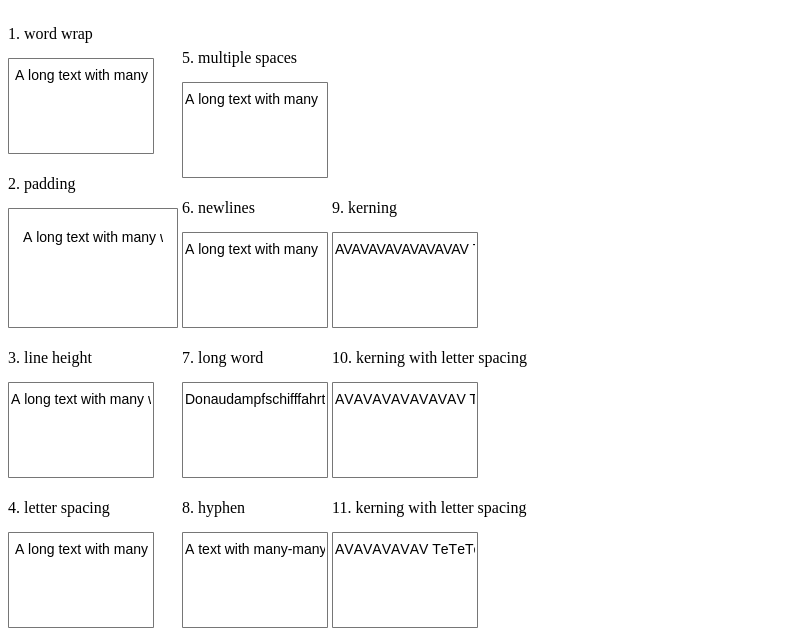 1. word wrap
A long text with many
2. padding
A long text with many
3. line height
A long text with many
4. letter spacing
A long text with many
5. multiple spaces
A long text with many
6. newlines
A long text with many
7. long word
Donaudampfschifffahrt
8. hyphen
A text with many-many
9. kerning
AVAVAVAVAVAVAVAV
10. kerning with letter spacing
AVAVAVAVAVAVAV T
11. kerning with letter spacing
AVAVAVAVAV TeTeT